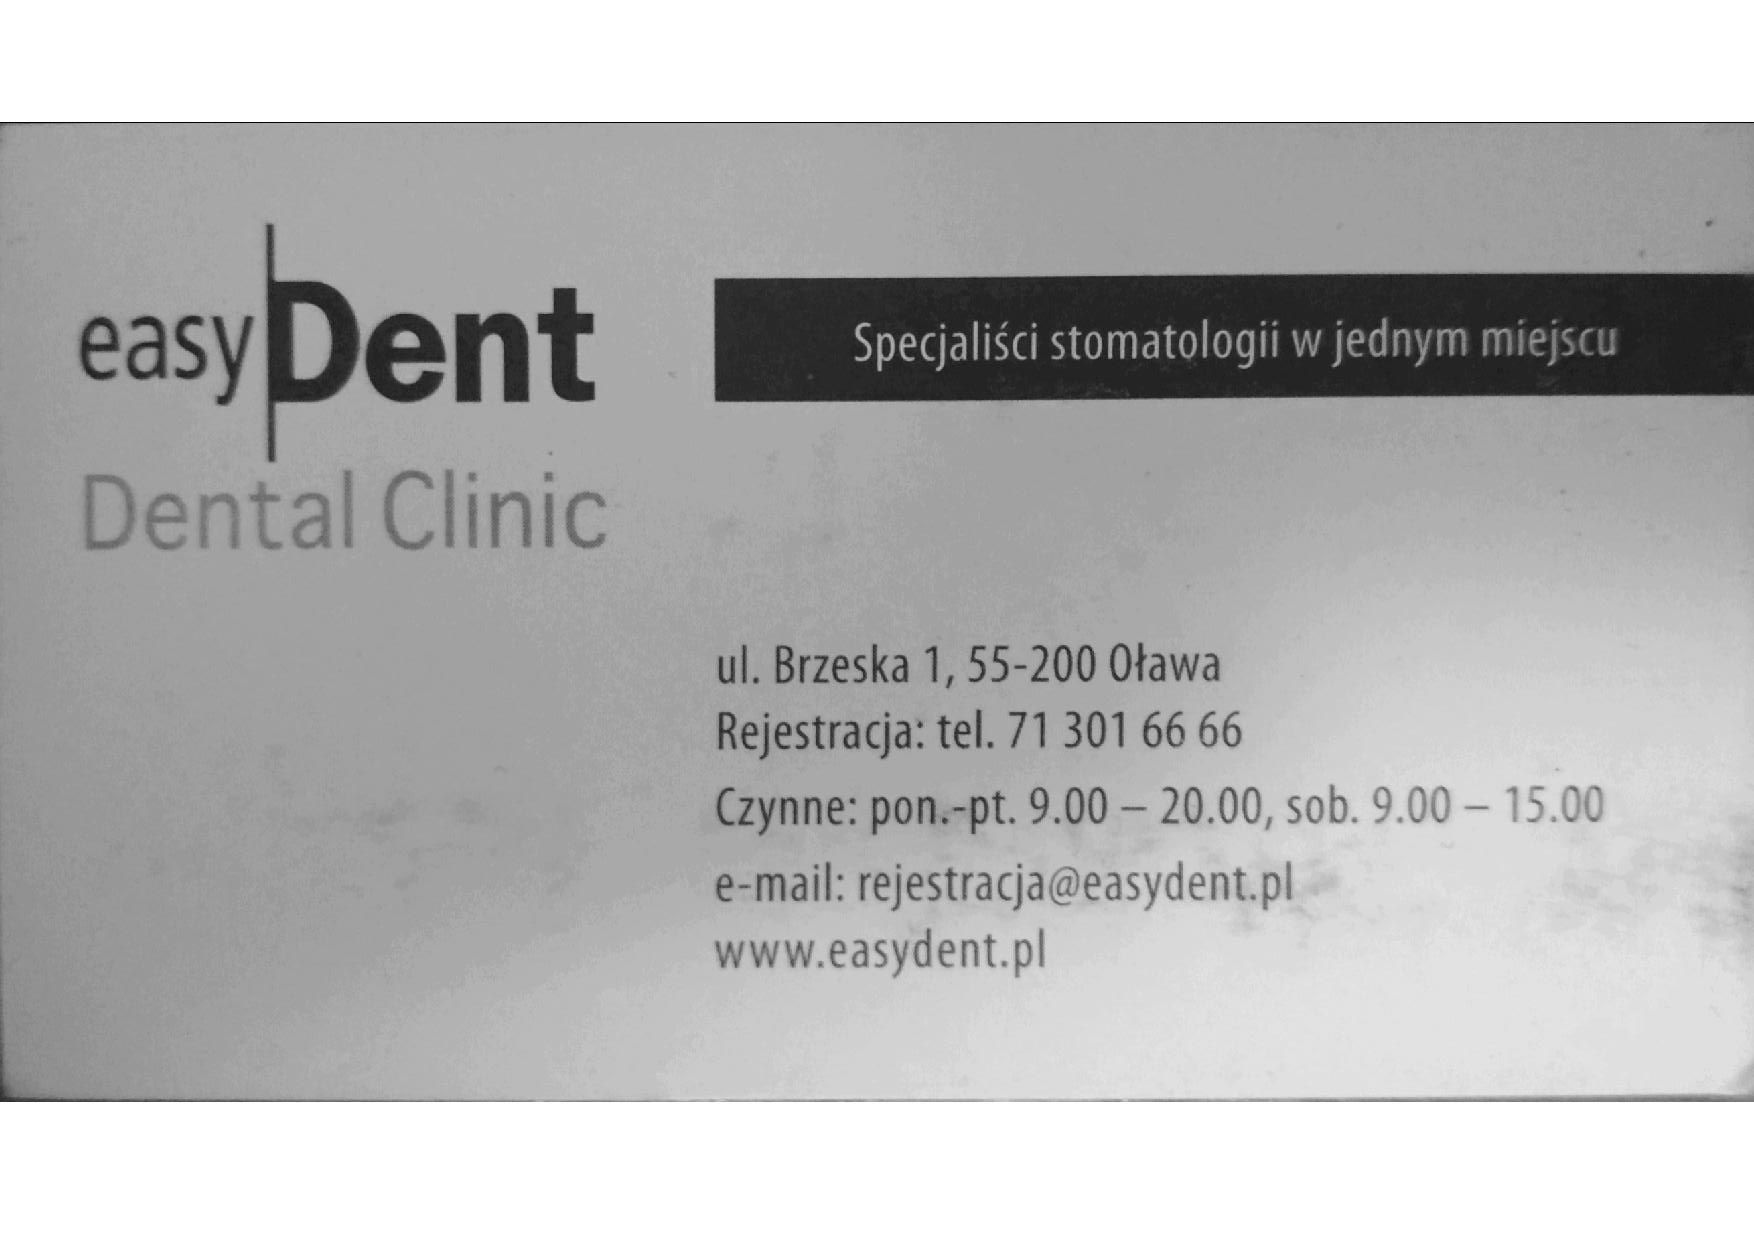 easyDent
Dental Clinic
Specjaliści stomatologii w jednym miejscu
ul. Brzeska 1, 55-200 Oława
Rejestracja: tel. 71 301 66 66
Czynne: pon.-pt. 9.00 – 20.00, sob. 9.00 – 15.00
e-mail: rejestracja@easydent.pl
www.easydent.pl